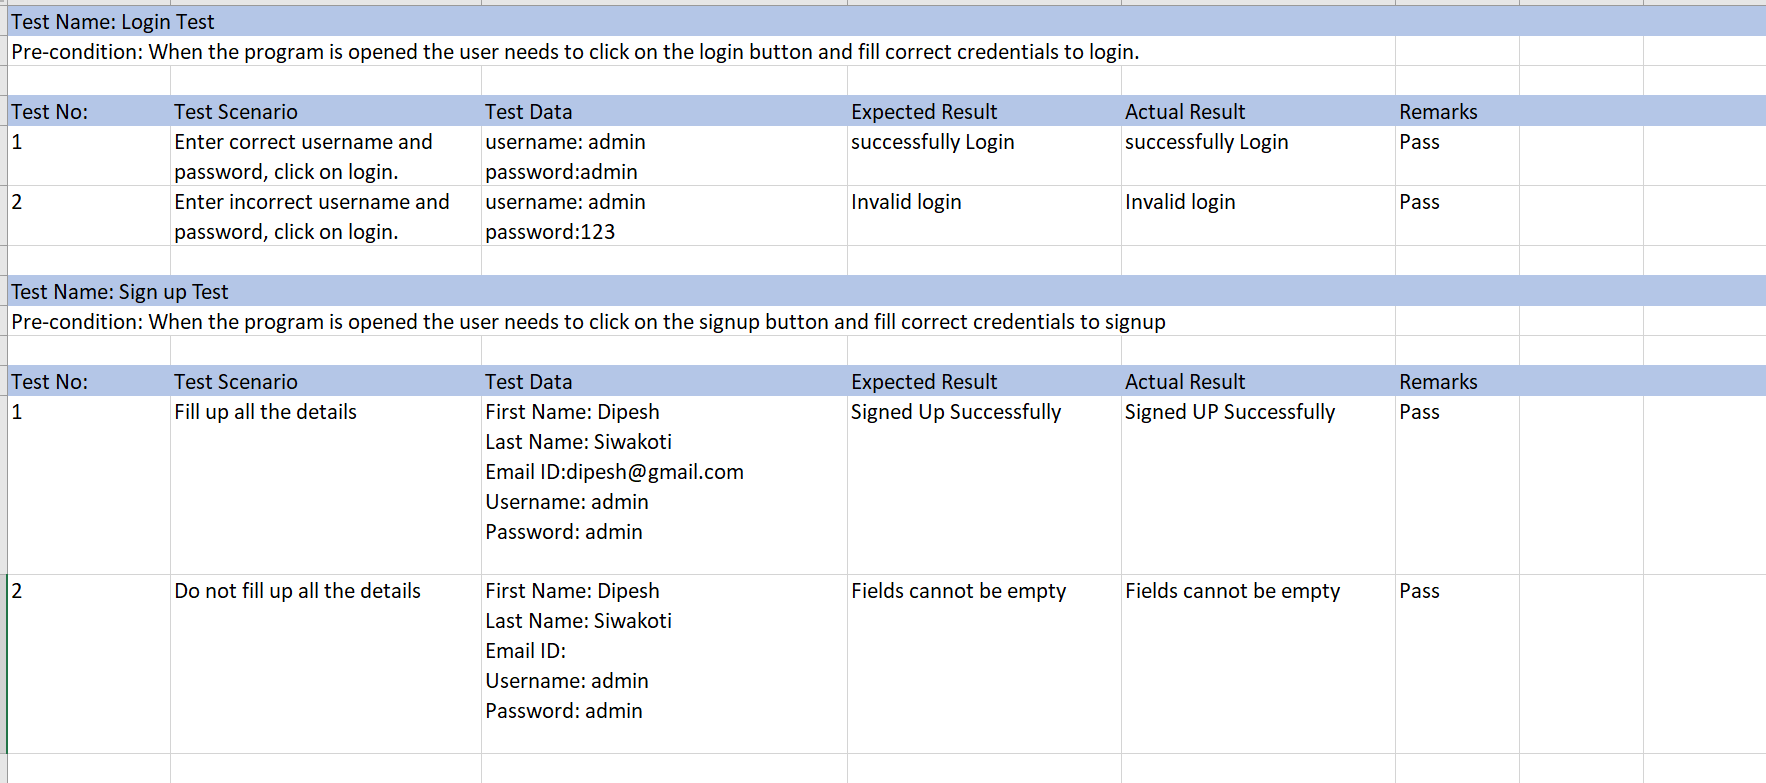 Test Name: Login Test
Pre-condition: When the program is opened the user needs to click on the login button and fill correct credentials to login.
Test No: Test Scenario Test Data Expected Result Actual Result Remarks
1 Enter correct username and username: admin successfully Login successfully Login Pass
password, click on login. password:admin
2 Enter incorrect username and username: admin Invalid login Invalid login Pass
password, click on login. password:123
Test Name: Sign up Test
Pre-condition: When the program is opened the user needs to click on the signup button and fill correct credentials to signup
Test No: Test Scenario Test Data Expected Result Actual Result Remarks
1 Fill up all the details First Name: Dipesh Signed Up Successfully Signed UP Successfully Pass
Last Name: Siwakoti
Email ID:dipesh@gmail.com
Username: admin
Password: admin
2 Do not fill up all the details First Name: Dipesh Fields cannot be empty Fields cannot be empty Pass
Last Name: Siwakoti
Email ID:
Username: admin
Password: admin